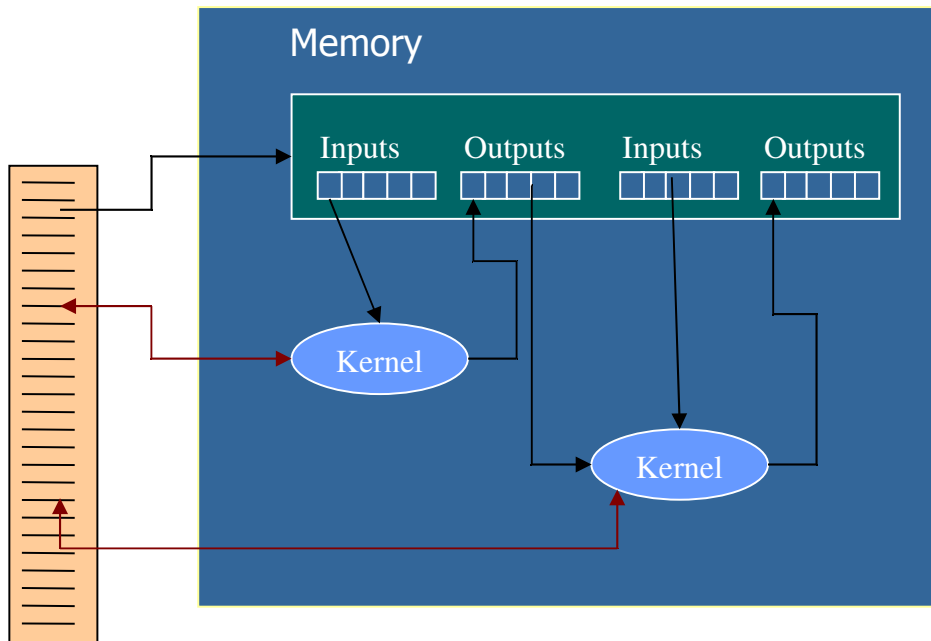 Memory
Inputs
Outputs
Inputs
Outputs
Kernel
Kernel